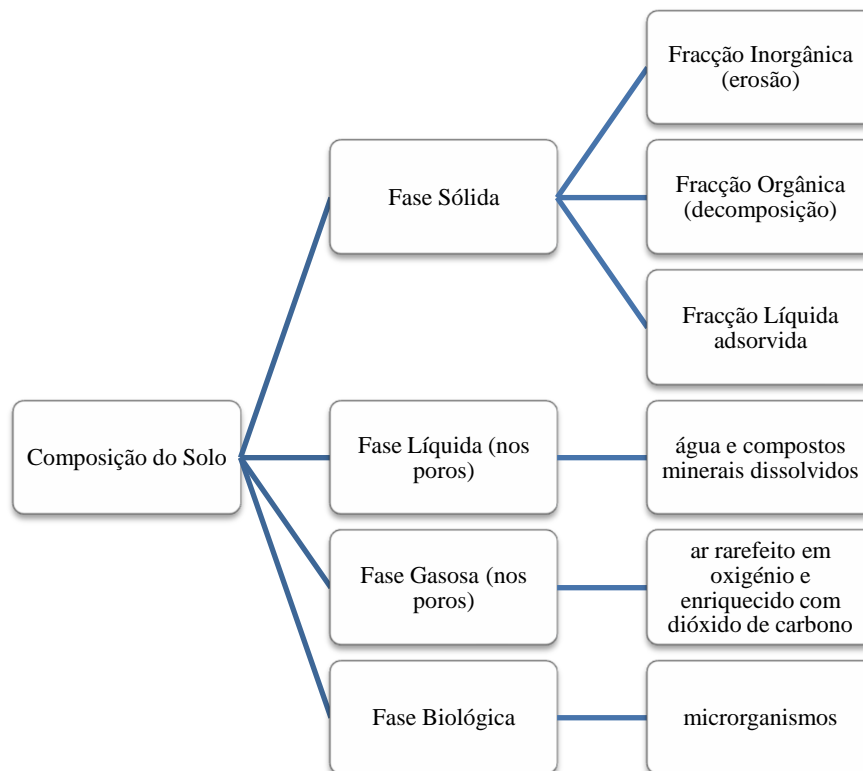 Composição do Solo
Fase Sólida
Fracção Inorgânica
(erosão)
Fracção Orgânica
(decomposição)
Fracção Líquida
adsorvida
Fase Líquida (nos
poros)
água e compostos
minerais dissolvidos
Fase Gasosa (nos
poros)
ar rarefeito em
oxigénio e
enriquecido com
dióxido de carbono
Fase Biológica
microrganismos